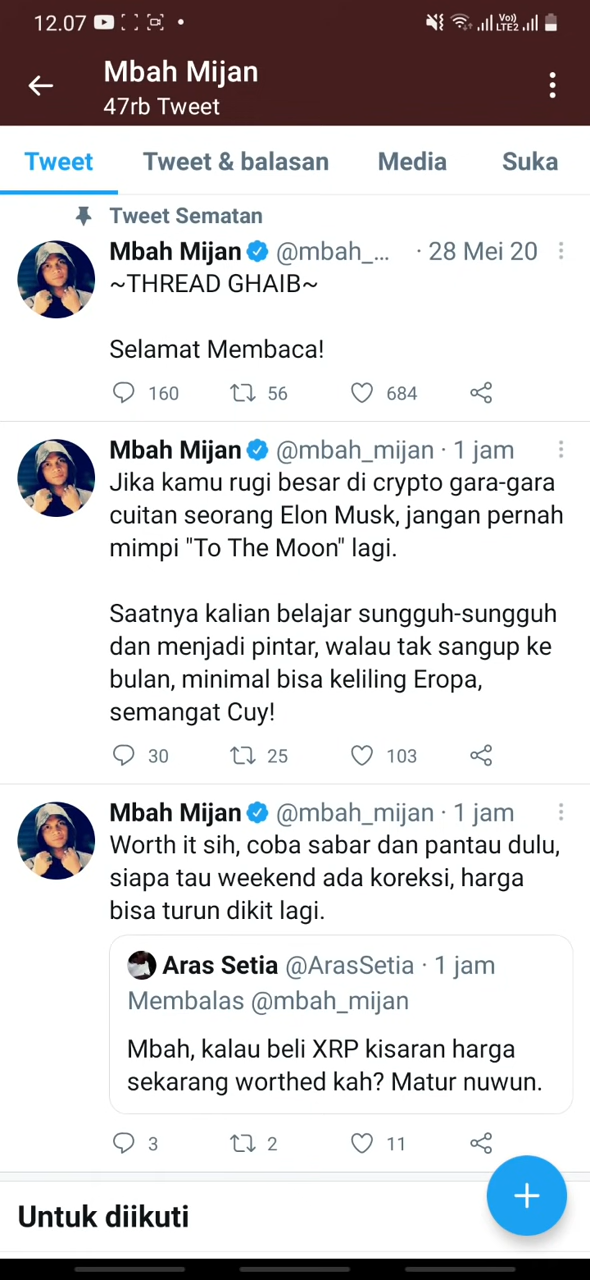 12.07
Vo))
LTE2
Mbah Mijan
47rb Tweet
Tweet
Tweet & balasan
Media
Suka
Tweet Sematan
Mbah Mijan @mbah_... · 28 Mei 20
~THREAD GHAIB~
Selamat Membaca!
160 56 684
Mbah Mijan @mbah_mijan · 1 jam
Jika kamu rugi besar di crypto gara-gara
cuitan seorang Elon Musk, jangan pernah
mimpi "To The Moon" lagi.
Saatnya kalian belajar sungguh-sungguh
dan menjadi pintar, walau tak sangup ke
bulan, minimal bisa keliling Eropa,
semangat Cuy!
30 25 103
Mbah Mijan @mbah_mijan · 1 jam
Worth it sih, coba sabar dan pantau dulu,
siapa tau weekend ada koreksi, harga
bisa turun dikit lagi.
Aras Setia @ArasSetia · 1 jam
Membalas @mbah_mijan
Mbah, kalau beli XRP kisaran harga
sekarang worthed kah? Matur nuwun.
3 2 11
Untuk diikuti